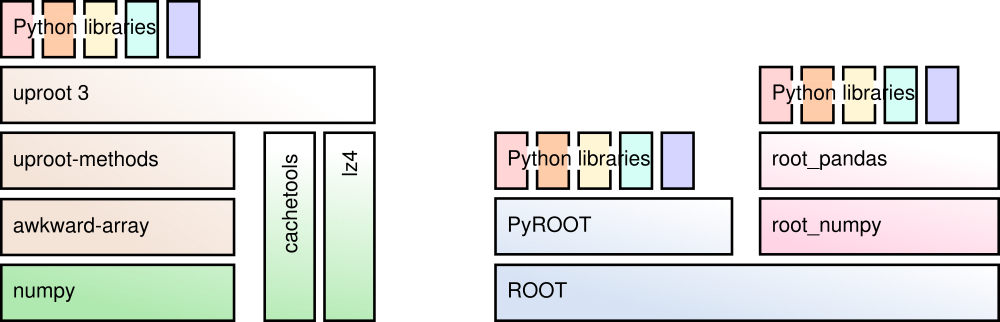 Python libraries
uproot 3
uproot-methods
awkward-array
numpy
cachetools
lz4
Python libraries
PyROOT
Python libraries
root_pandas
root_numpy
ROOT